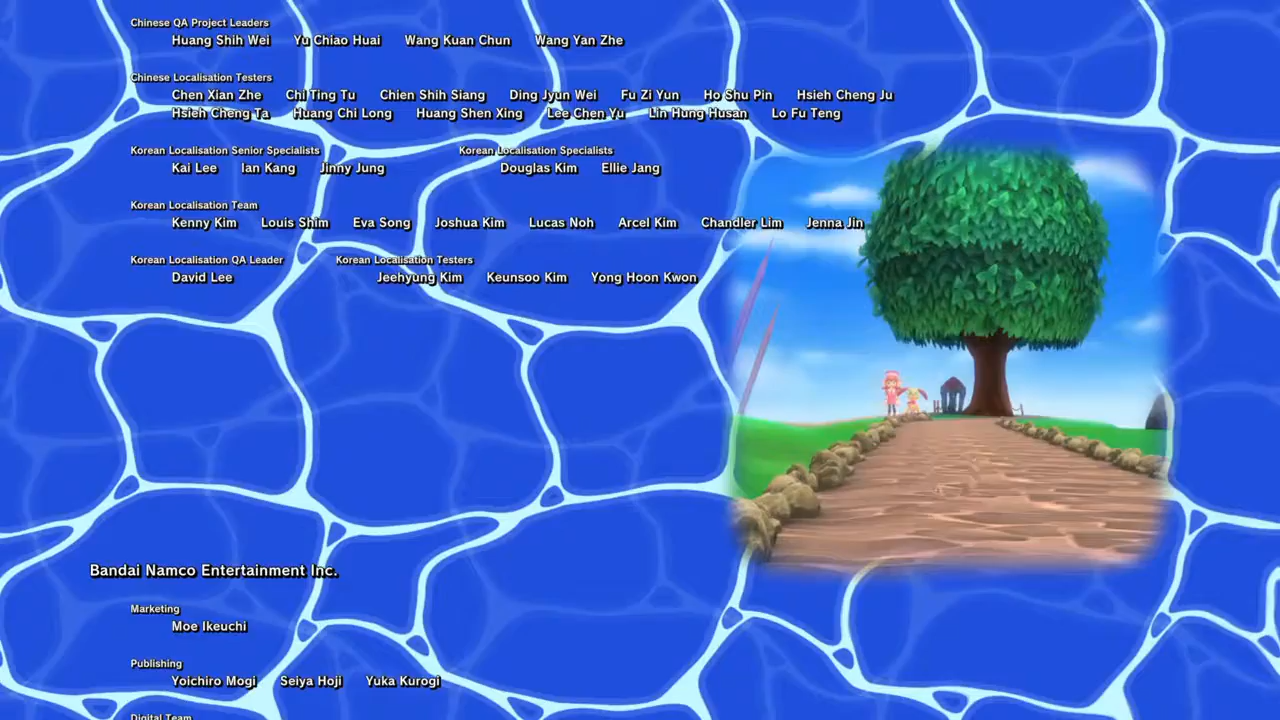 Chinese QA Project Leaders
Huang Shih Wei Yu Chiao Huai Wang Kuan Chun Wang Yan Zhe
Chinese Localisation Testers
Chen Xian Zhe Chi Ting Tu Chien Shih Siang Ding Jyun Wei Fu Zi Yun Ho Shu Pin Hsieh Cheng Ju
Hsieh Cheng Ta Huang Chi Long Huang Shen Xing Lee Chen Yu Lin Hung Husan Lo Fu Teng
Korean Localisation Senior Specialists Korean Localisation Specialists
Kai Lee Ian Kang Jinny Jung Douglas Kim Ellie Jang
Korean Localisation Team
Kenny Kim Louis Shim Eva Song Joshua Kim Lucas Noh Arcel Kim Chandler Lim Jenna Jin
Korean Localisation QA Leader Korean Localisation Testers
David Lee Jeehyung Kim Keunsoo Kim Yong Hoon Kwon
Bandai Namco Entertainment Inc.
Marketing
Moe Ikeuchi
Publishing
Yoichiro Mogi Seiya Hoji Yuka Kurogi
Digital Team